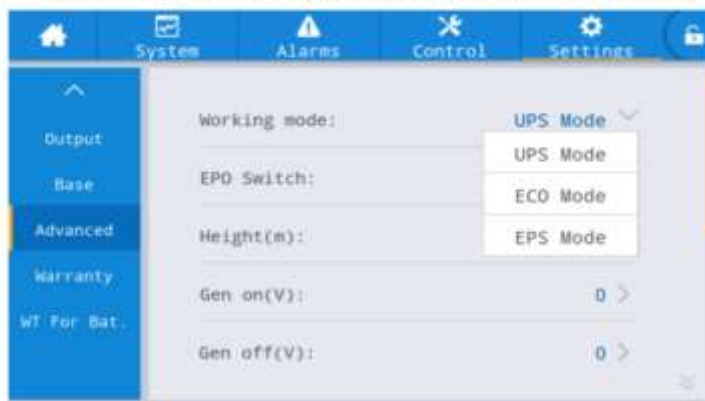 System
Alarms
Control
Settings
Output
Base
Advanced
Warranty
WT For Bat.
Working mode:
UPS Mode
UPS Mode
ECO Mode
EPS Mode
EPO Switch:
Height(m):
Gen on(V):
0
Gen off(V):
0